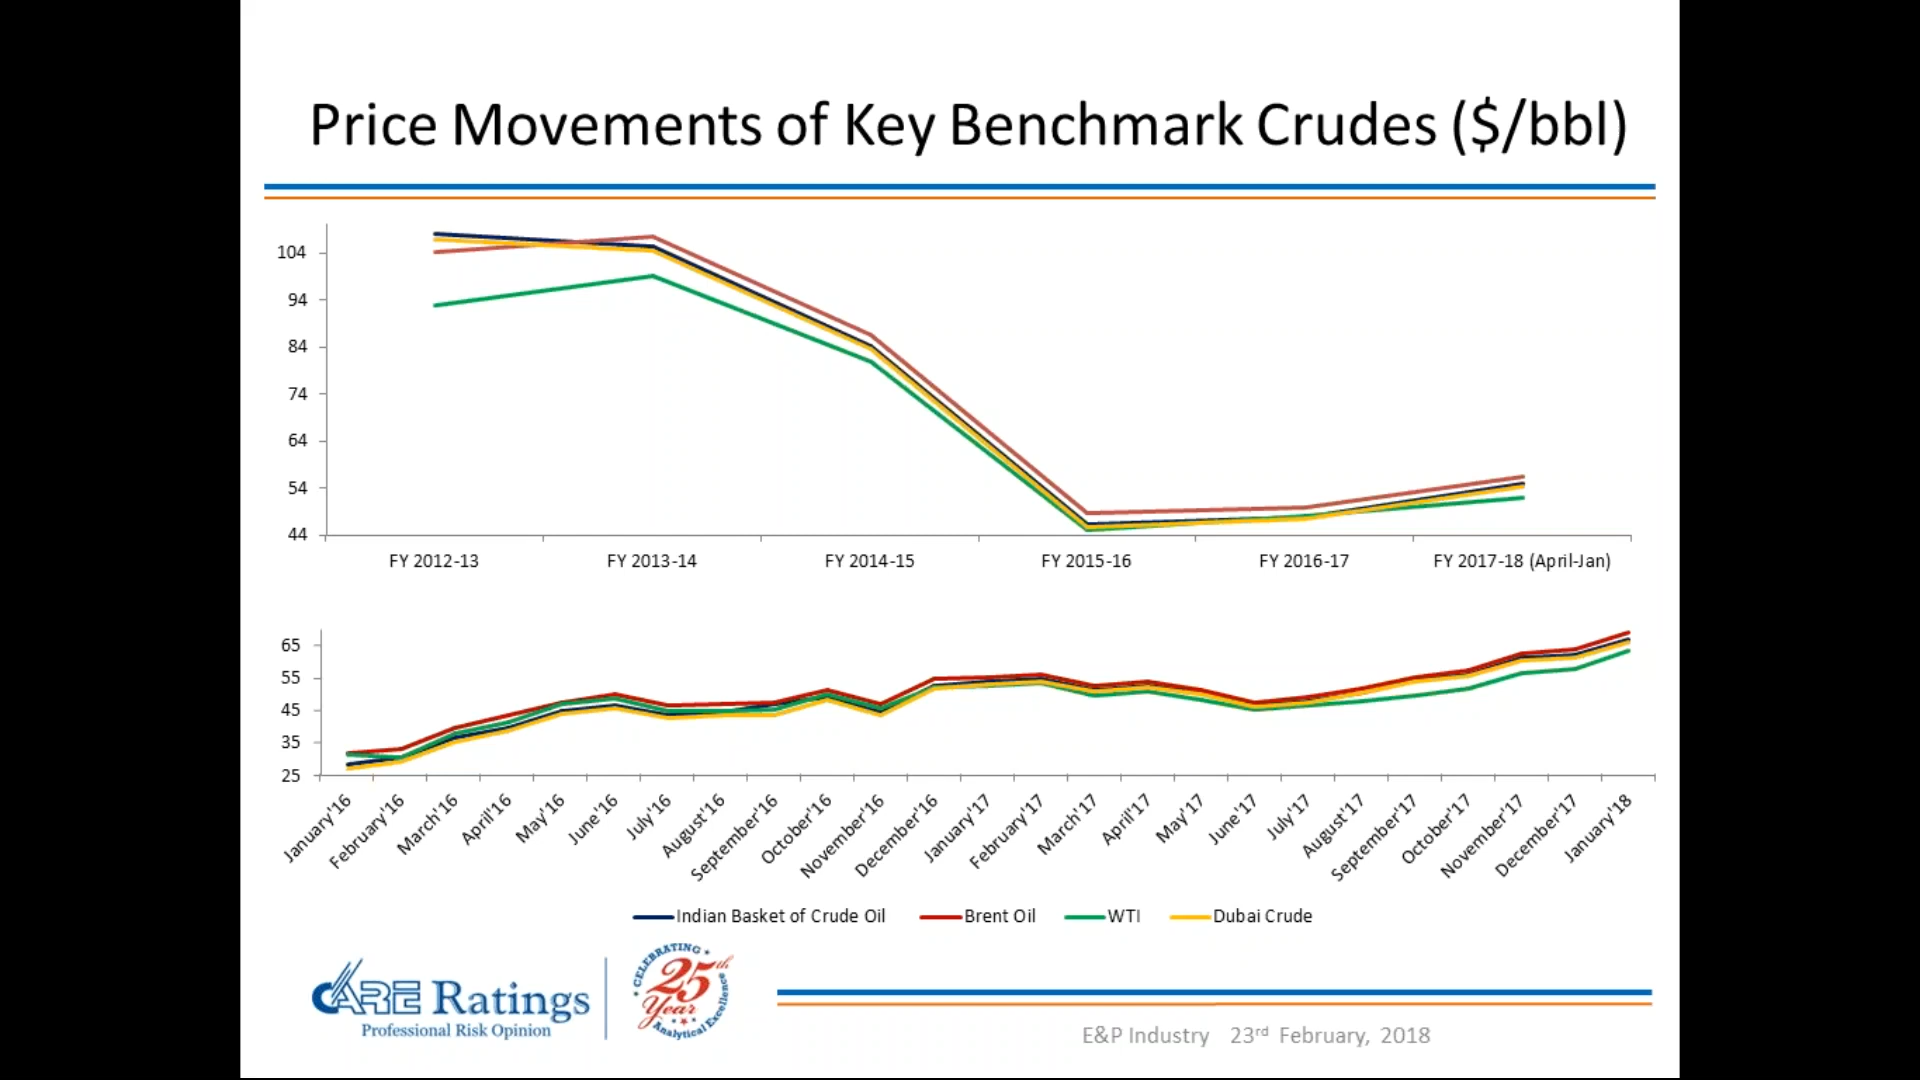 Price Movements of Key Benchmark Crudes ($/bbl)
104
94
84
74
64
54
44
FY 2012-13 FY 2013-14 FY 2014-15 FY 2015-16 FY 2016-17 FY 2017-18 (April-Jan)
65
55
45
35
25
January'16 February'16 March'16 April'16 May'16 June'16 July'16 August'16 September'16 October'16 November'16 December'16 January'17 February'17 March'17 April'17 May'17 June'17 July'17 August'17 September'17 October'17 November'17 December'17 January'18
Indian Basket of Crude Oil Brent Oil WTI Dubai Crude
CARE Ratings
Professional Risk Opinion
CELEBRATING
25th
Year
Analytical Excellence
E&P Industry 23rd February, 2018